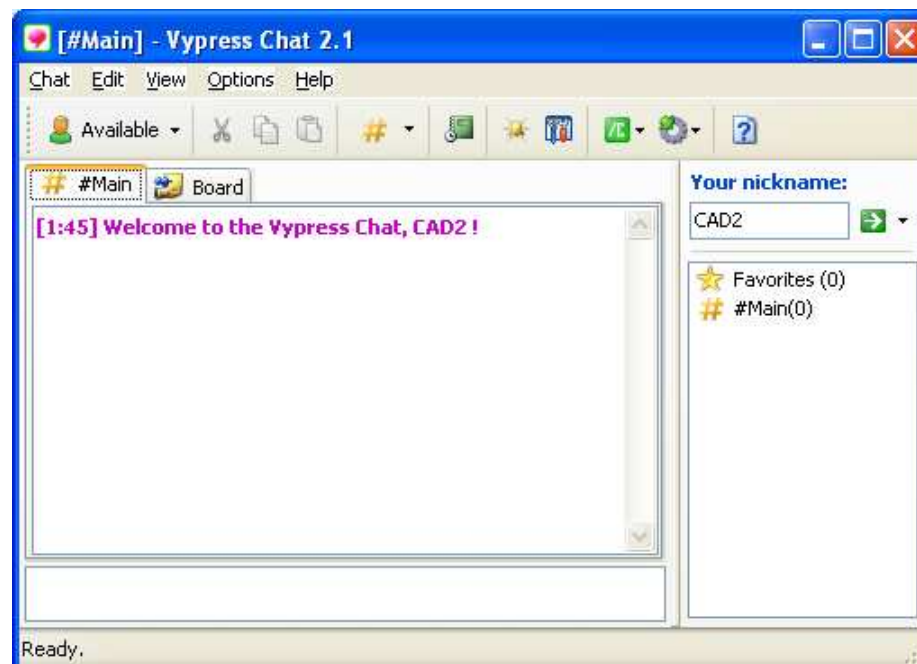 [#Main] - Vypress Chat 2.1
Chat Edit View Options Help
Available
#Main Board
[1:45] Welcome to the Vypress Chat, CAD2 !
Your nickname:
CAD2
Favorites (0)
#Main(0)
Ready.